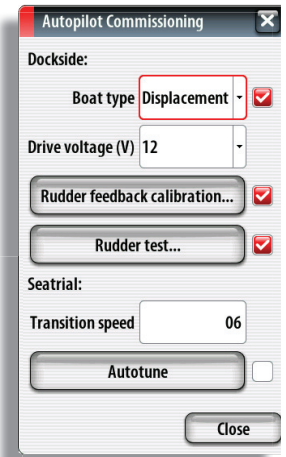 Autopilot Commissioning
Dockside:
Boat type Displacement
Drive voltage (V) 12
Rudder feedback calibration...
Rudder test...
Seatrial:
Transition speed 06
Autotune
Close